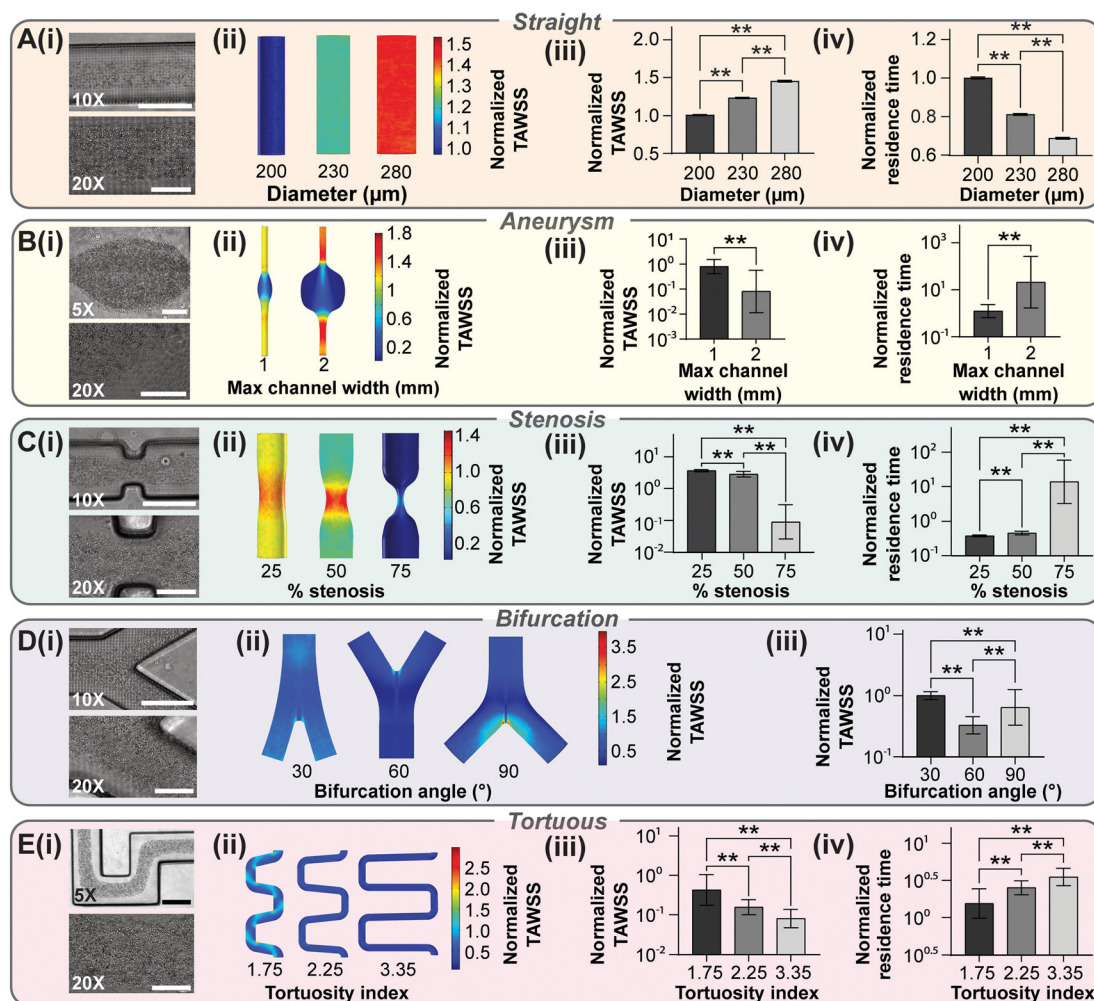 Straight
A(i)
10X
20X
(ii)
1.5
1.4
1.3
1.2
1.1
1.0
Normalized
TAWSS
200 230 280
Diameter (µm)
(iii)
Normalized
TAWSS
2.0
1.5
1.0
0.5
** ** **
200 230 280
Diameter (µm)
(iv)
Normalized
residence time
1.0
0.8
0.6
** ** **
200 230 280
Diameter (µm)
Aneurysm
B(i)
5X
20X
(ii)
1.8
1.4
1
0.6
0.2
Normalized
TAWSS
1 2
Max channel width (mm)
(iii)
Normalized
TAWSS
10¹
10⁰
10⁻¹
10⁻²
10⁻³
**
1 2
Max channel
width (mm)
(iv)
Normalized
residence time
10³
10¹
10⁻¹
**
1 2
Max channel
width (mm)
Stenosis
C(i)
10X
20X
(ii)
1.4
1.0
0.6
0.2
Normalized
TAWSS
25 50 75
% stenosis
(iii)
Normalized
TAWSS
10¹
10⁰
10⁻¹
10⁻²
** ** **
25 50 75
% stenosis
(iv)
Normalized
residence time
10²
10¹
10⁰
10⁻¹
** ** **
25 50 75
% stenosis
Bifurcation
D(i)
10X
20X
(ii)
3.5
2.5
1.5
0.5
Normalized
TAWSS
30 60 90
Bifurcation angle (°)
(iii)
Normalized
TAWSS
10¹
10⁰
10⁻¹
** ** **
30 60 90
Bifurcation angle (°)
Tortuous
E(i)
5X
20X
(ii)
2.5
2.0
1.5
1.0
0.5
Normalized
TAWSS
1.75 2.25 3.35
Tortuosity index
(iii)
Normalized
TAWSS
10¹
10⁰
10⁻¹
10⁻²
** ** **
1.75 2.25 3.35
Tortuosity index
(iv)
Normalized
residence time
10¹
10⁰·⁵
10⁰
10⁰·⁵
** ** **
1.75 2.25 3.35
Tortuosity index